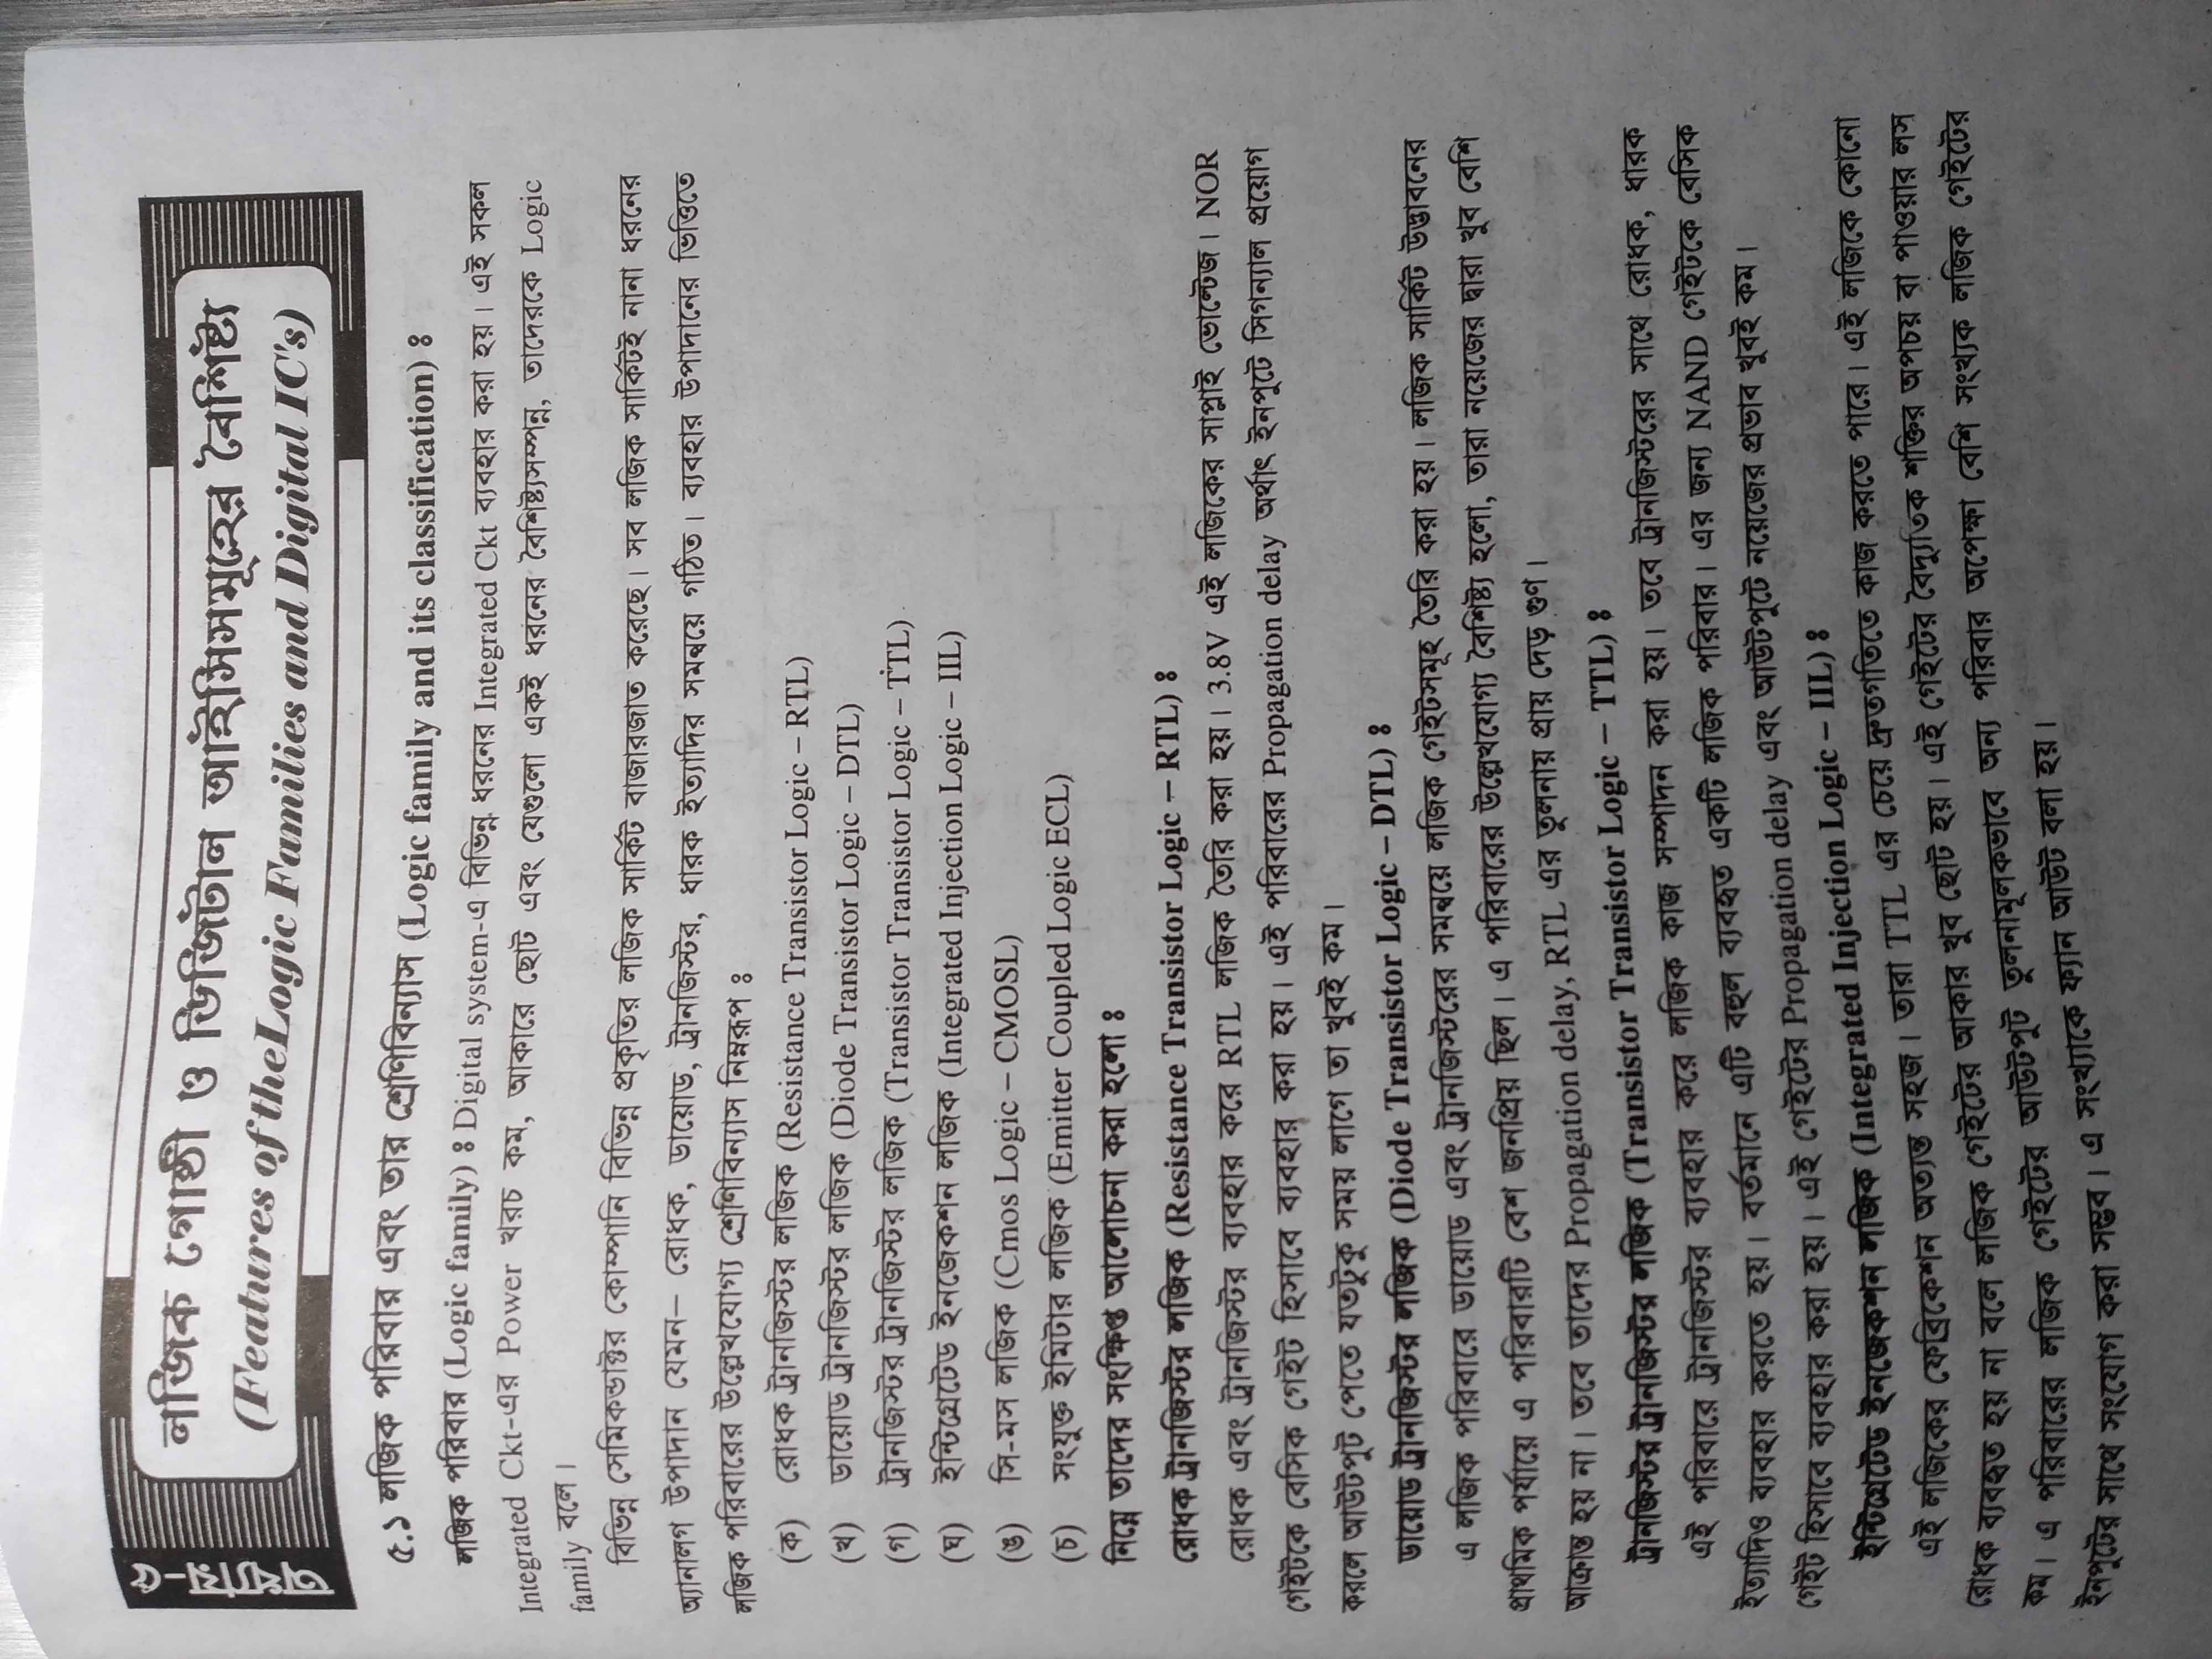 অধ্যায়-৫
লজিক গোষ্ঠী ও ডিজিটাল আইসিসমূহের বৈশিষ্ট্য
(Features of theLogic Families and Digital IC's)
৫.১ লজিক পরিবার এবং তার শ্রেণিবিন্যাস (Logic family and its classification) ঃ
লজিক পরিবার (Logic family) ঃ Digital system-এ বিভিন্ন ধরনের Integrated Ckt ব্যবহার করা হয়। এই সকল
Integrated Ckt-এর Power খরচ কম, আকারে ছোট এবং যেগুলো একই ধরনের বৈশিষ্ট্যসম্পন্ন, তাদেরকে Logic
family বলে।
বিভিন্ন সেমিকন্ডাক্টর কোম্পানি বিভিন্ন প্রকৃতির লজিক সার্কিট বাজারজাত করেছে। সব লজিক সার্কিটই নানা ধরনের
অ্যানালগ উপাদান যেমন– রোধক, ডায়োড, ট্রানজিস্টর, ধারক ইত্যাদির সমন্বয়ে গঠিত। ব্যবহার উপাদানের ভিত্তিতে
লজিক পরিবারের উল্লেখযোগ্য শ্রেণিবিন্যাস নিম্নরূপ ঃ
(ক) রোধক ট্রানজিস্টর লজিক (Resistance Transistor Logic – RTL)
(খ) ডায়োড ট্রানজিস্টর লজিক (Diode Transistor Logic – DTL)
(গ) ট্রানজিস্টর ট্রানজিস্টর লজিক (Transistor Transistor Logic – TTL)
(ঘ) ইন্টিগ্রেটেড ইনজেকশন লজিক (Integrated Injection Logic – IIL)
(ঙ) সি-মস লজিক (Cmos Logic – CMOSL)
(চ) সংযুক্ত ইমিটার লজিক (Emitter Coupled Logic ECL)
নিম্নে তাদের সংক্ষিপ্ত আলোচনা করা হলো ঃ
রোধক ট্রানজিস্টর লজিক (Resistance Transistor Logic – RTL) ঃ
রোধক এবং ট্রানজিস্টর ব্যবহার করে RTL লজিক তৈরি করা হয়। 3.8V এই লজিকের সাপ্লাই ভোল্টেজ। NOR
গেইটকে বেসিক গেইট হিসাবে ব্যবহার করা হয়। এই পরিবারের Propagation delay অর্থাৎ ইনপুটে সিগন্যাল প্রয়োগ
করলে আউটপুট পেতে যতটুকু সময় লাগে তা খুবই কম।
ডায়োড ট্রানজিস্টর লজিক (Diode Transistor Logic – DTL) ঃ
এ লজিক পরিবারে ডায়োড এবং ট্রানজিস্টরের সমন্বয়ে লজিক গেইটসমূহ তৈরি করা হয়। লজিক সার্কিট উদ্ভাবনের
প্রাথমিক পর্যায়ে এ পরিবারটি বেশ জনপ্রিয় ছিল। এ পরিবারের উল্লেখযোগ্য বৈশিষ্ট্য হলো, তারা নয়েজের দ্বারা খুব বেশি
আক্রান্ত হয় না। তবে তাদের Propagation delay, RTL এর তুলনায় প্রায় দেড় গুণ।
ট্রানজিস্টর ট্রানজিস্টর লজিক (Transistor Transistor Logic – TTL) ঃ
এই পরিবারে ট্রানজিস্টর ব্যবহার করে লজিক কাজ সম্পাদন করা হয়। তবে ট্রানজিস্টরের সাথে রোধক, ধারক
ইত্যাদিও ব্যবহার করতে হয়। বর্তমানে এটি বহুল ব্যবহৃত একটি লজিক পরিবার। এর জন্য NAND গেইটকে বেসিক
গেইট হিসাবে ব্যবহার করা হয়। এই গেইটের Propagation delay এবং আউটপুটে নয়েজের প্রভাব খুবই কম।
ইন্টিগ্রেটেড ইনজেকশন লজিক (Integrated Injection Logic – IIL) ঃ
এই লজিকের ফেব্রিকেশন অত্যন্ত সহজ। তারা TTL এর চেয়ে দ্রুতগতিতে কাজ করতে পারে। এই লজিকে কোনো
রোধক ব্যবহৃত হয় না বলে লজিক গেইটের আকার খুব ছোট হয়। এই গেইটের বৈদ্যুতিক শক্তির অপচয় বা পাওয়ার লস
কম। এ পরিবারের লজিক গেইটের আউটপুট তুলনামূলকভাবে অন্য পরিবার অপেক্ষা বেশি সংখ্যক লজিক গেইটের
ইনপুটের সাথে সংযোগ করা সম্ভব। এ সংখ্যাকে ফ্যান আউট বলা হয়।